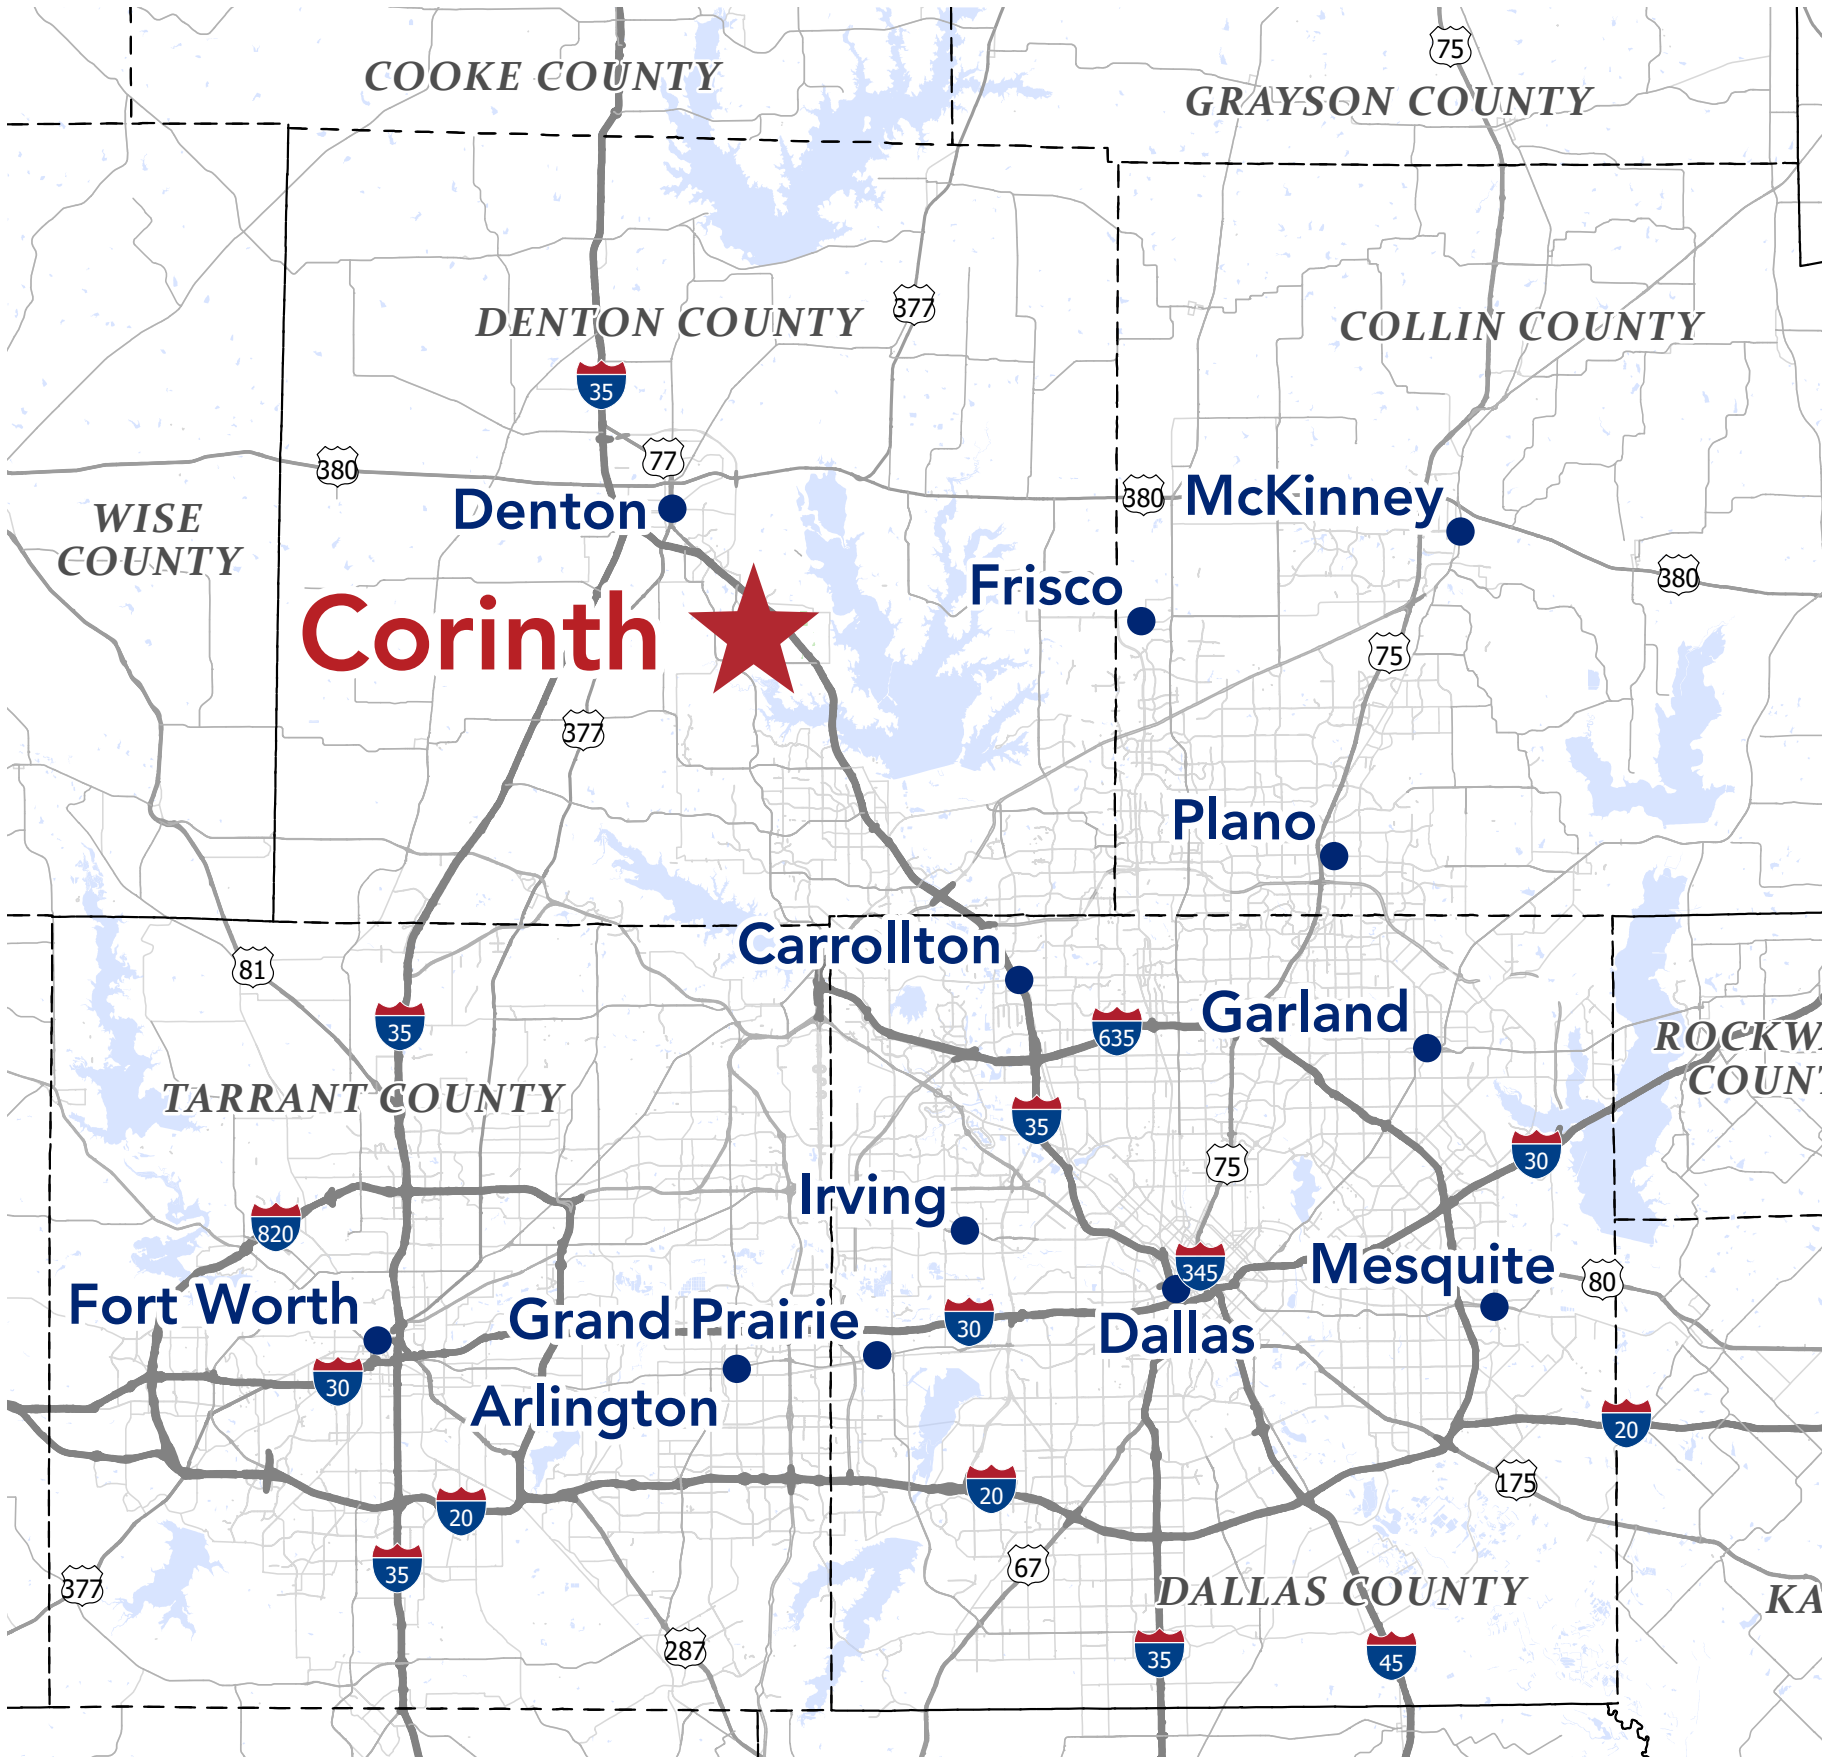 75
COOKE COUNTY
GRAYSON COUNTY
377
DENTON COUNTY
COLLIN COUNTY
35
77
380
380
McKinney
Denton
WISE
COUNTY
380
Frisco
Corinth
75
377
Plano
Carrollton
81
Garland
35
635
ROCKW
COUN
TARRANT COUNTY
35
30
75
Irving
820
345
Mesquite
80
Fort Worth
Grand Prairie
30
Dallas
30
Arlington
20
175
20
20
67
35
377
DALLAS COUNTY
KA
287
35
45